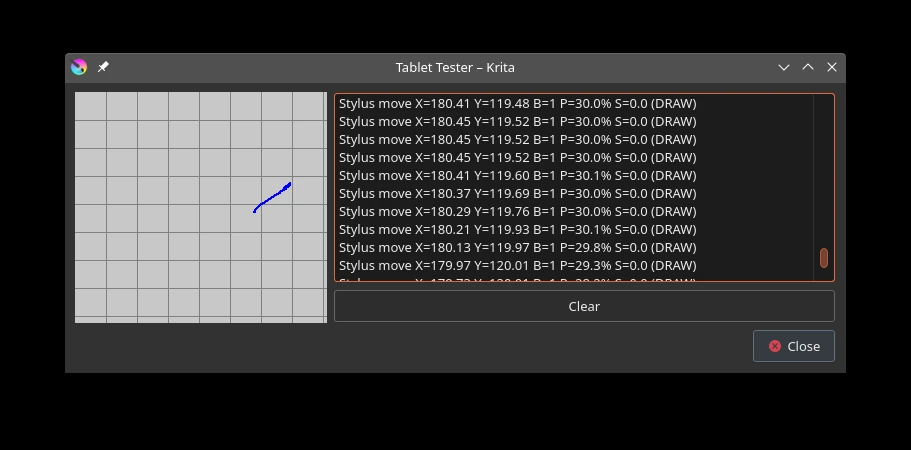 Tablet Tester – Krita
Stylus move X=180.41 Y=119.48 B=1 P=30.0% S=0.0 (DRAW)
Stylus move X=180.45 Y=119.52 B=1 P=30.0% S=0.0 (DRAW)
Stylus move X=180.45 Y=119.52 B=1 P=30.0% S=0.0 (DRAW)
Stylus move X=180.45 Y=119.52 B=1 P=30.0% S=0.0 (DRAW)
Stylus move X=180.41 Y=119.60 B=1 P=30.1% S=0.0 (DRAW)
Stylus move X=180.37 Y=119.69 B=1 P=30.0% S=0.0 (DRAW)
Stylus move X=180.29 Y=119.76 B=1 P=30.0% S=0.0 (DRAW)
Stylus move X=180.21 Y=119.93 B=1 P=30.1% S=0.0 (DRAW)
Stylus move X=180.13 Y=119.97 B=1 P=29.8% S=0.0 (DRAW)
Stylus move X=179.97 Y=120.01 B=1 P=29.3% S=0.0 (DRAW)
Clear
Close